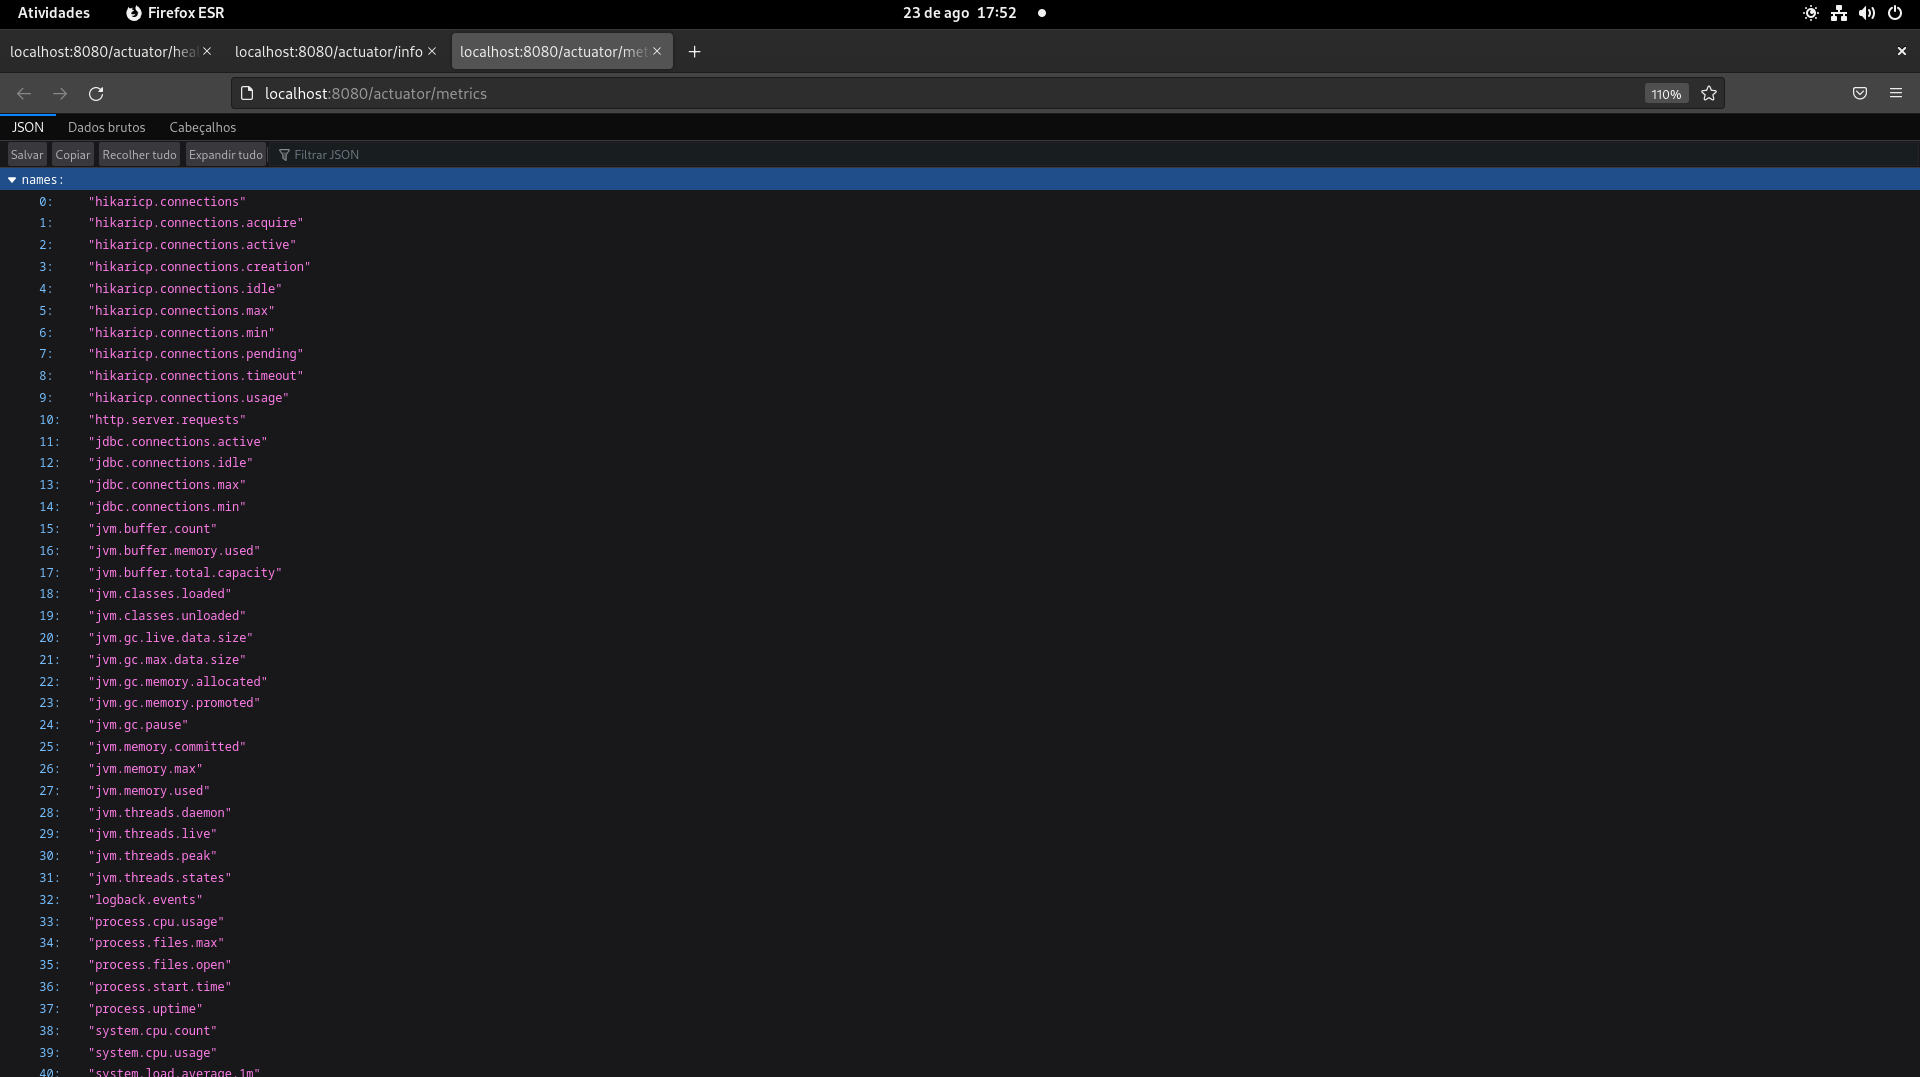 Atividades Firefox ESR 23 de ago 17:52
localhost:8080/actuator/hea localhost:8080/actuator/info localhost:8080/actuator/met
localhost:8080/actuator/metrics 110%
JSON Dados brutos Cabeçalhos
Salvar Copiar Recolher tudo Expandir tudo Filtrar JSON
names:
0: "hikaricp.connections"
1: "hikaricp.connections.acquire"
2: "hikaricp.connections.active"
3: "hikaricp.connections.creation"
4: "hikaricp.connections.idle"
5: "hikaricp.connections.max"
6: "hikaricp.connections.min"
7: "hikaricp.connections.pending"
8: "hikaricp.connections.timeout"
9: "hikaricp.connections.usage"
10: "http.server.requests"
11: "jdbc.connections.active"
12: "jdbc.connections.idle"
13: "jdbc.connections.max"
14: "jdbc.connections.min"
15: "jvm.buffer.count"
16: "jvm.buffer.memory.used"
17: "jvm.buffer.total.capacity"
18: "jvm.classes.loaded"
19: "jvm.classes.unloaded"
20: "jvm.gc.live.data.size"
21: "jvm.gc.max.data.size"
22: "jvm.gc.memory.allocated"
23: "jvm.gc.memory.promoted"
24: "jvm.gc.pause"
25: "jvm.memory.committed"
26: "jvm.memory.max"
27: "jvm.memory.used"
28: "jvm.threads.daemon"
29: "jvm.threads.live"
30: "jvm.threads.peak"
31: "jvm.threads.states"
32: "logback.events"
33: "process.cpu.usage"
34: "process.files.max"
35: "process.files.open"
36: "process.start.time"
37: "process.uptime"
38: "system.cpu.count"
39: "system.cpu.usage"
40: "system.load.average.1m"